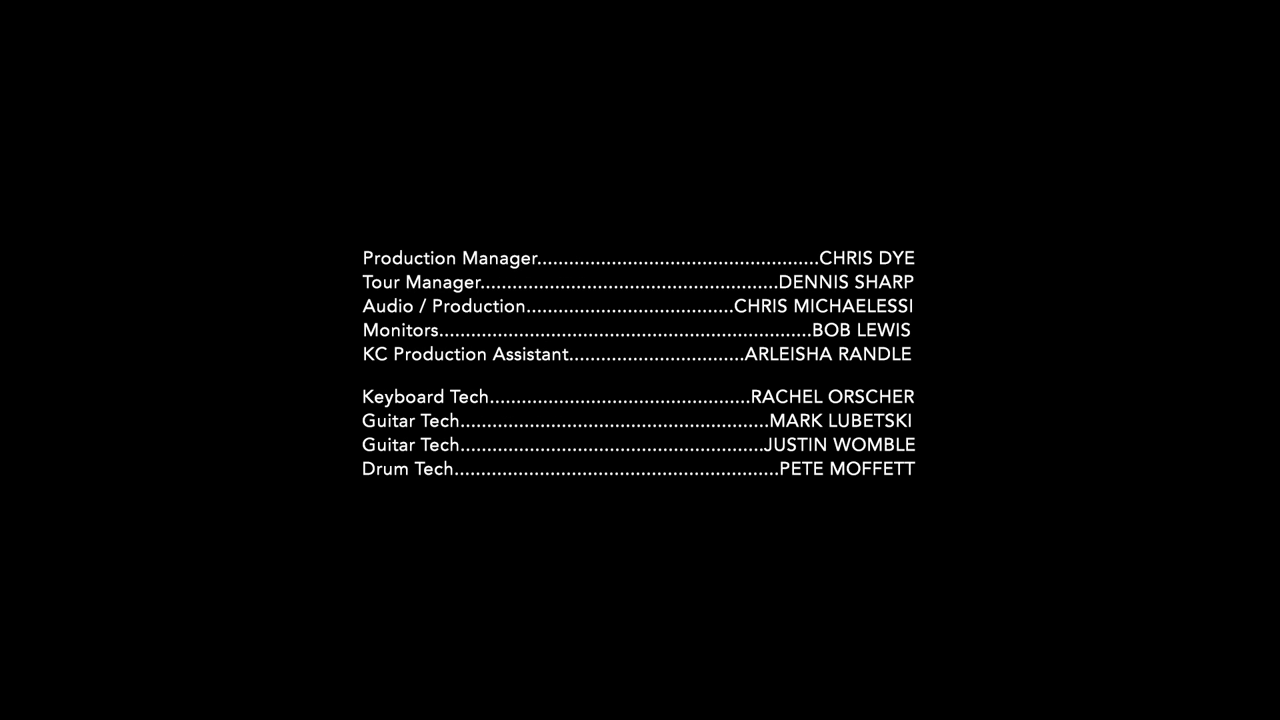 Production Manager.....................................................CHRIS DYE
Tour Manager........................................................DENNIS SHARP
Audio / Production.......................................CHRIS MICHAELESSI
Monitors......................................................................BOB LEWIS
KC Production Assistant.................................ARLEISHA RANDLE
Keyboard Tech.................................................RACHEL ORSCHER
Guitar Tech..........................................................MARK LUBETSKI
Guitar Tech.........................................................JUSTIN WOMBLE
Drum Tech.............................................................PETE MOFFETT